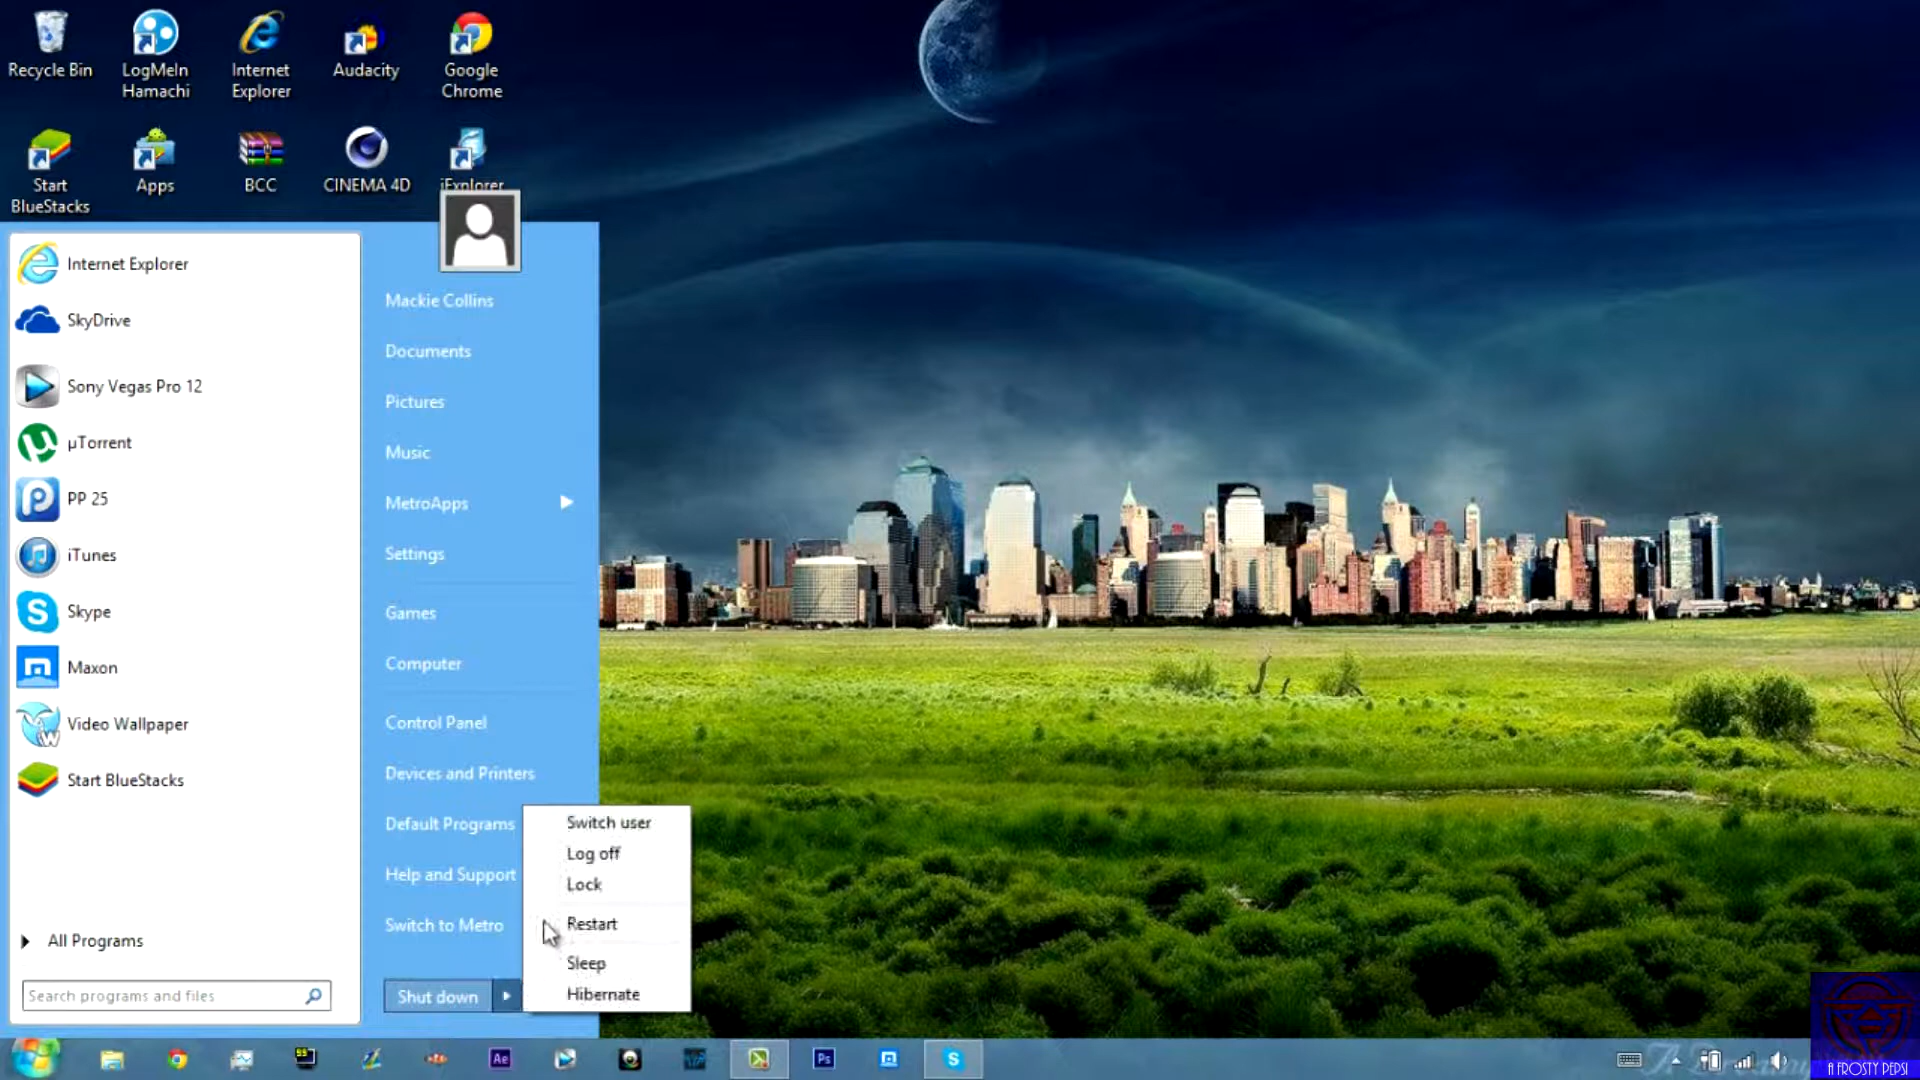 Recycle Bin
LogMeIn
Hamachi
Internet
Explorer
Audacity
Google
Chrome
Start
BlueStacks
Apps
BCC
CINEMA 4D
iExplorer
Internet Explorer
SkyDrive
Sony Vegas Pro 12
µTorrent
PP 25
iTunes
Skype
Maxon
Video Wallpaper
Start BlueStacks
All Programs
Search programs and files
Mackie Collins
Documents
Pictures
Music
MetroApps
Settings
Games
Computer
Control Panel
Devices and Printers
Default Programs
Help and Support
Switch to Metro
Shut down
Switch user
Log off
Lock
Restart
Sleep
Hibernate
99
Ae
Ps
A FROSTY PEPSI